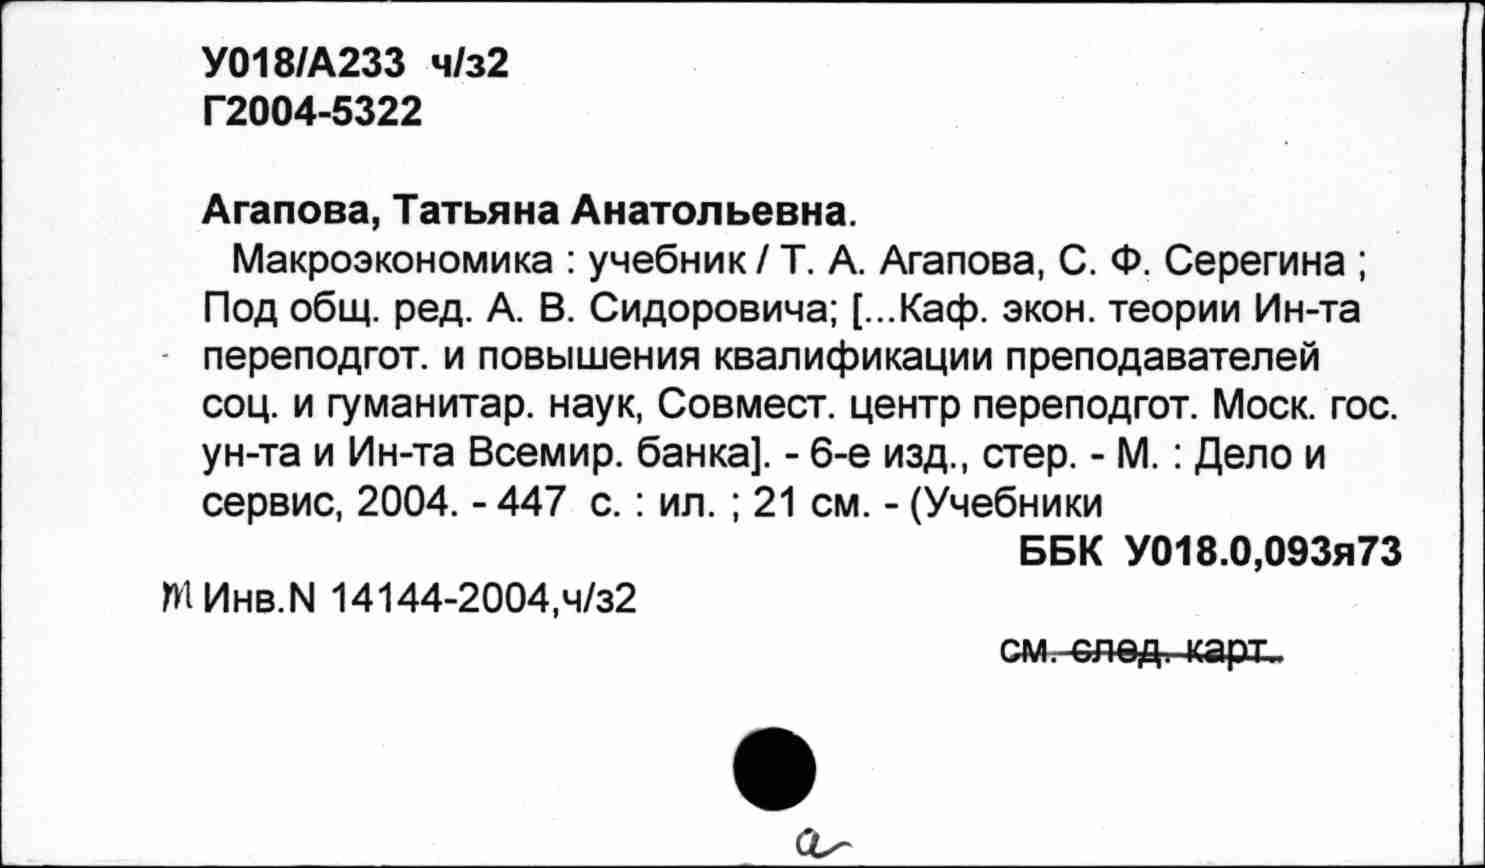 У018/А233 ч/з2
Г2004-5322
Агапова, Татьяна Анатольевна.
Макроэкономика : учебник / Т. А. Агапова, С. Ф. Серегина ;
Под общ. ред. А. В. Сидоровича; [...Каф. экон. теории Ин-та
переподгот. и повышения квалификации преподавателей
соц. и гуманитар. наук, Совмест. центр переподгот. Моск. гос.
ун-та и Ин-та Всемир. банка]. - 6-е изд., стер. - М. : Дело и
сервис, 2004. - 447 с. : ил. ; 21 см. - (Учебники
ББК У018.0,093я73
Инв.N 14144-2004,ч/з2
см. след. карт.
а